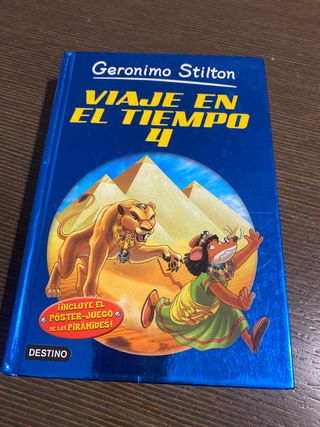 Geronimo Stilton
VIAJE EN
EL TIEMPO
4
¡INCLUYE EL
PÓSTER-JUEGO
DE LAS PIRÁMIDES!
DESTINO